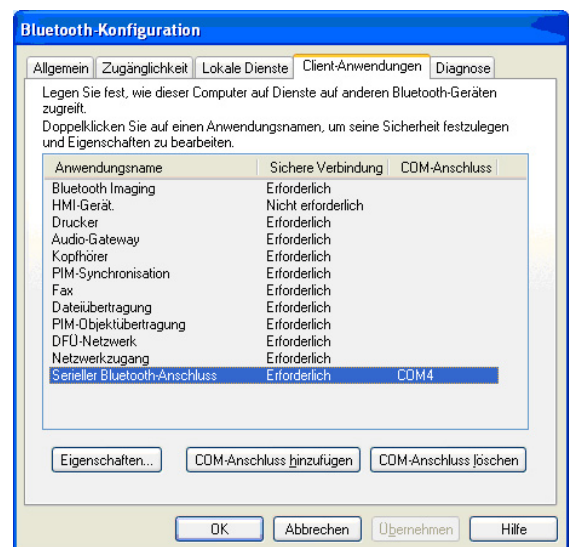 Bluetooth-Konfiguration
Allgemein Zugänglichkeit Lokale Dienste Client-Anwendungen Diagnose
Legen Sie fest, wie dieser Computer auf Dienste auf anderen Bluetooth-Geräten
zugreift.
Doppelklicken Sie auf einen Anwendungsnamen, um seine Sicherheit festzulegen
und Eigenschaften zu bearbeiten.
Anwendungsname Sichere Verbindung COM-Anschluss
Bluetooth Imaging Erforderlich
HMI-Gerät. Nicht erforderlich
Drucker Erforderlich
Audio-Gateway Erforderlich
Kopfhörer Erforderlich
PIM-Synchronisation Erforderlich
Fax Erforderlich
Dateiübertragung Erforderlich
PIM-Objektübertragung Erforderlich
DFÜ-Netzwerk Erforderlich
Netzwerkzugang Erforderlich
Serieller Bluetooth-Anschluss Erforderlich COM4
Eigenschaften... COM-Anschluss hinzufügen COM-Anschluss löschen
OK Abbrechen Übernehmen Hilfe